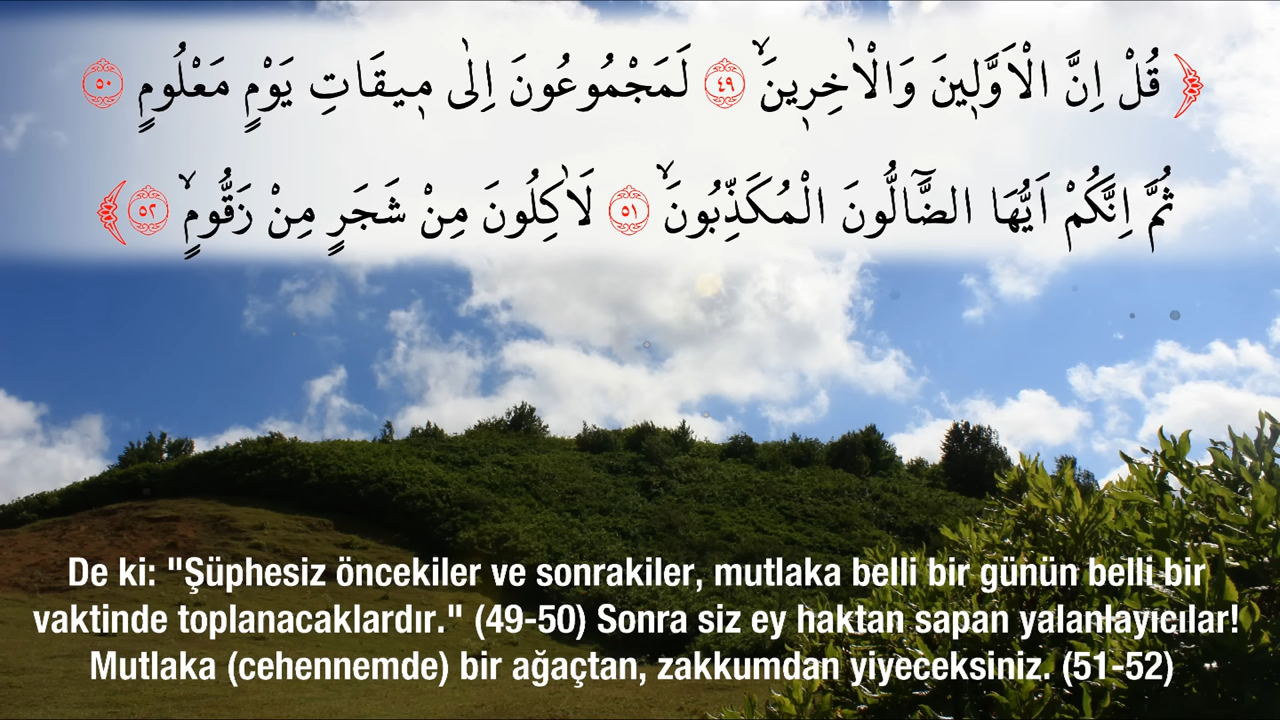 ﴿ قُلْ اِنَّ الْاَوَّل۪ينَ وَالْاٰخِر۪ينَۙ ﴿٤٩﴾ لَمَجْمُوعُونَ اِلٰى م۪يقَاتِ يَوْمٍ مَعْلُومٍ ﴿٥٠﴾
ثُمَّ اِنَّكُمْ اَيُّهَا الضَّٓالُّونَ الْمُكَذِّبُونَۙ ﴿٥١﴾ لَاٰكِلُونَ مِنْ شَجَرٍ مِنْ زَقُّومٍۙ ﴿٥٢﴾ ﴾
De ki: "Şüphesiz öncekiler ve sonrakiler, mutlaka belli bir günün belli bir
vaktinde toplanacaklardır." (49-50) Sonra siz ey haktan sapan yalanlayıcılar!
Mutlaka (cehennemde) bir ağaçtan, zakkumdan yiyeceksiniz. (51-52)